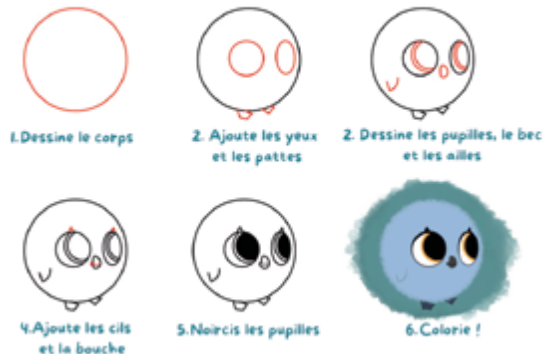 1. Dessine le corps
2. Ajoute les yeux
et les pattes
2. Dessine les pupilles, le bec
et les ailles
4. Ajoute les cils
et la bouche
5. Noircis les pupilles
6. Colorie !